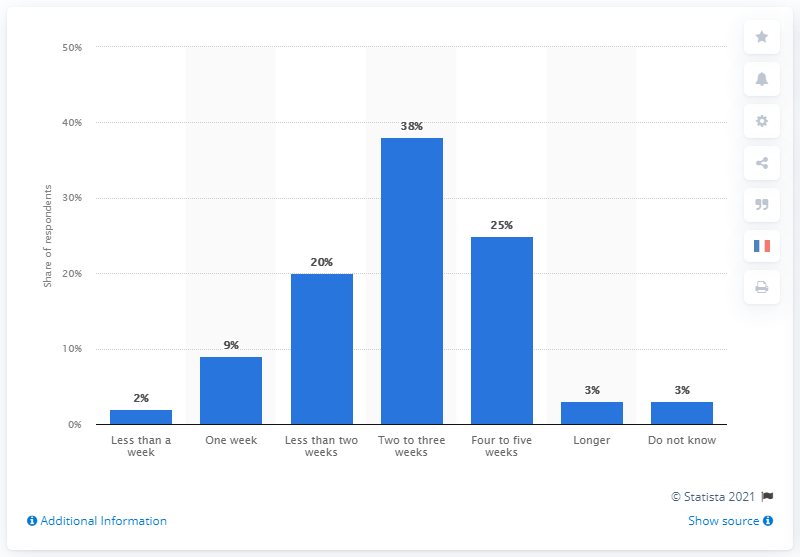 50%
40%
30%
20%
10%
0%
Share of respondents
2%
9%
20%
38%
25%
3%
3%
Less than a
week
One week
Less than two
weeks
Two to three
weeks
Four to five
weeks
Longer
Do not know
© Statista 2021
Additional Information
Show source